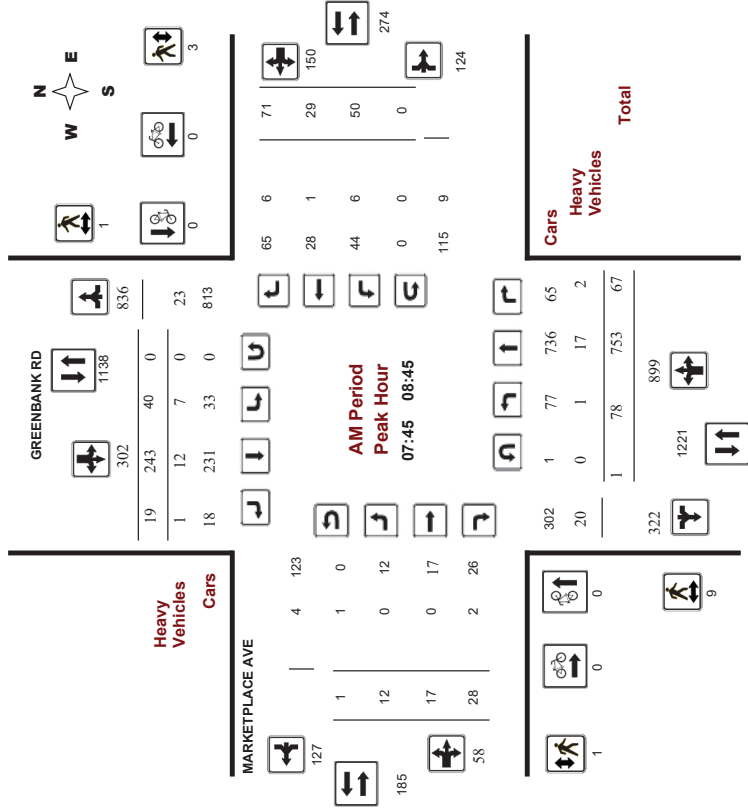 N
W E
S
3
0
1
0
GREENBANK RD
836
1138
302
19 243 40 0
1 12 7 0 23
18 231 33 0 813
Heavy
Vehicles
Cars
150
274
124
65 6 71
28 1 29
44 6 50
0 0 0
115 9
AM Period
Peak Hour
07:45 08:45
MARKETPLACE AVE
4 123
1 1 0
12 0 12
17 0 17
28 2 26
127
185
58
Cars
Heavy
Vehicles
Total
302 1 77 736 65
20 0 1 17 2
1 78 753 67
322
899
1221
0
0
9
1